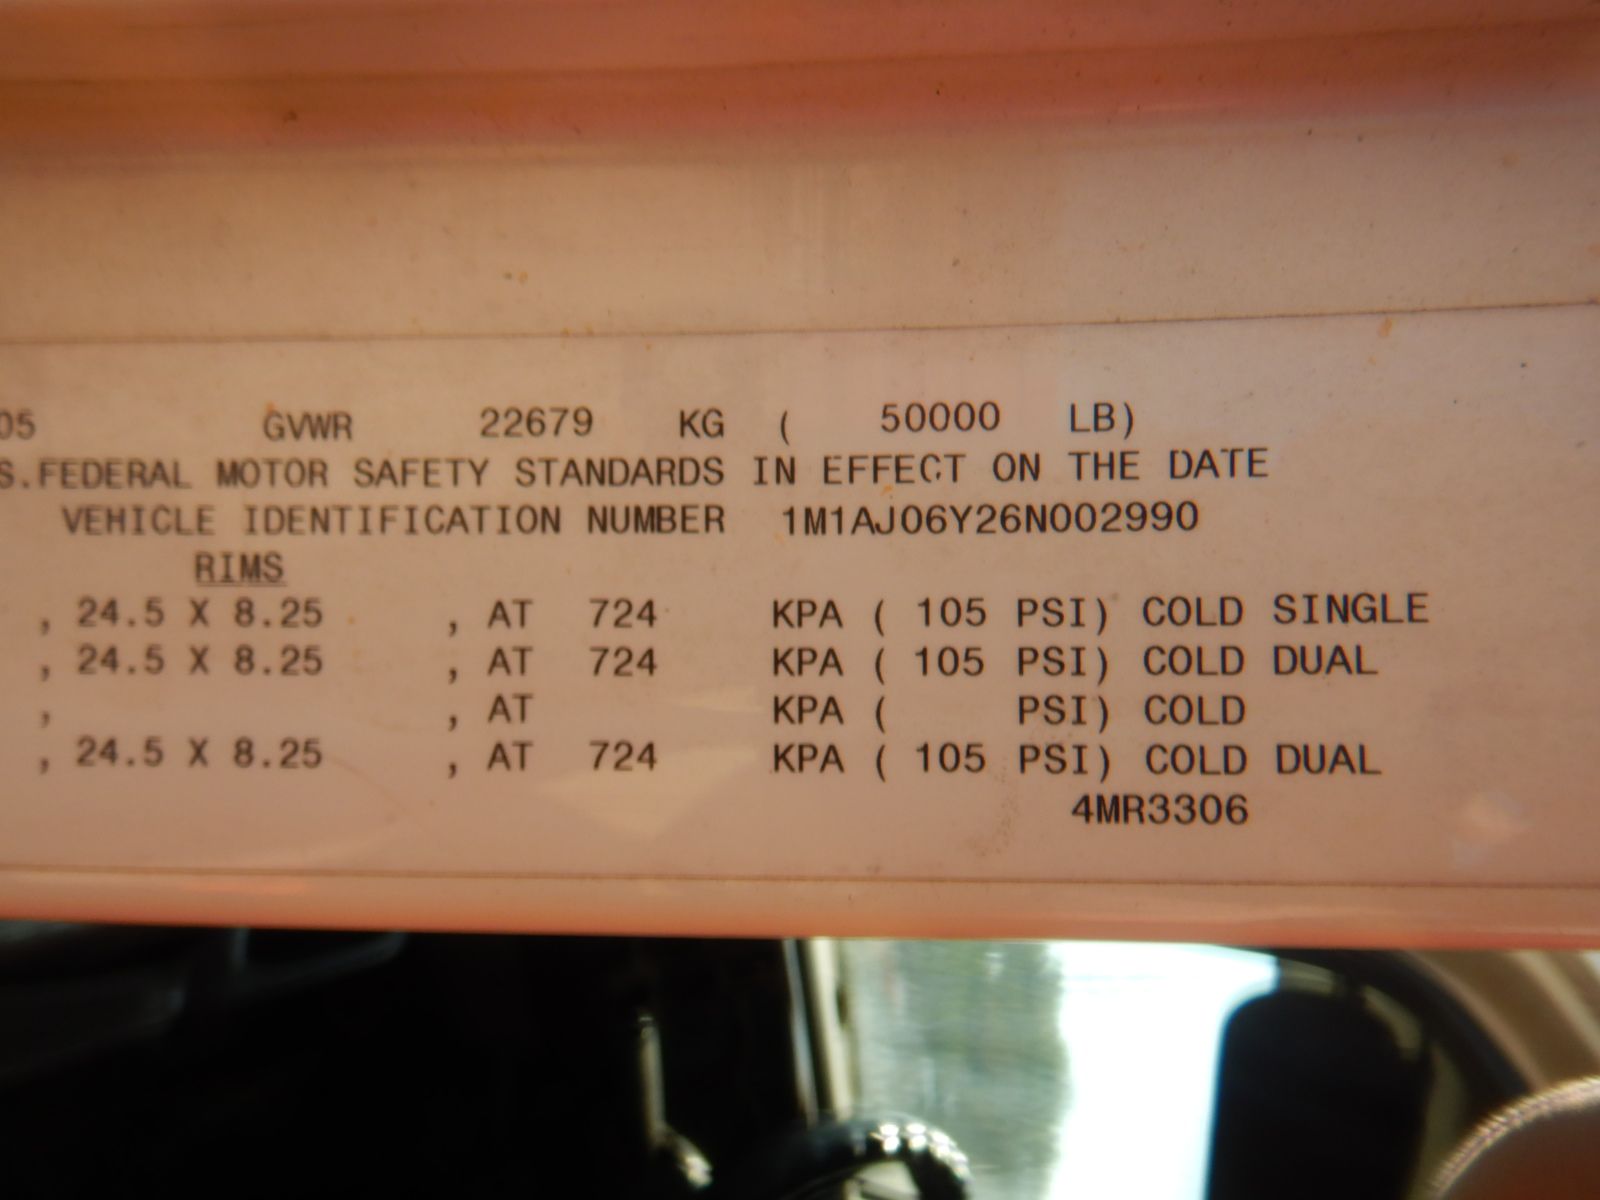 05 GVWR 22679 KG ( 50000 LB)
S.FEDERAL MOTOR SAFETY STANDARDS IN EFFECT ON THE DATE
VEHICLE IDENTIFICATION NUMBER 1M1AJ06Y26N002990
RIMS
, 24.5 X 8.25 , AT 724 KPA ( 105 PSI) COLD SINGLE
, 24.5 X 8.25 , AT 724 KPA ( 105 PSI) COLD DUAL
, , AT KPA ( PSI) COLD
, 24.5 X 8.25 , AT 724 KPA ( 105 PSI) COLD DUAL
4MR3306